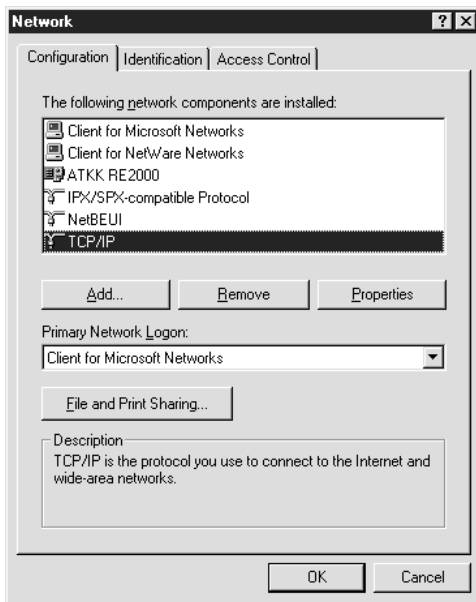 Network
Configuration Identification Access Control
The following network components are installed:
Client for Microsoft Networks
Client for NetWare Networks
ATKK RE2000
IPX/SPX-compatible Protocol
NetBEUI
TCP/IP
Add... Remove Properties
Primary Network Logon:
Client for Microsoft Networks
File and Print Sharing...
Description
TCP/IP is the protocol you use to connect to the Internet and
wide-area networks.
OK Cancel